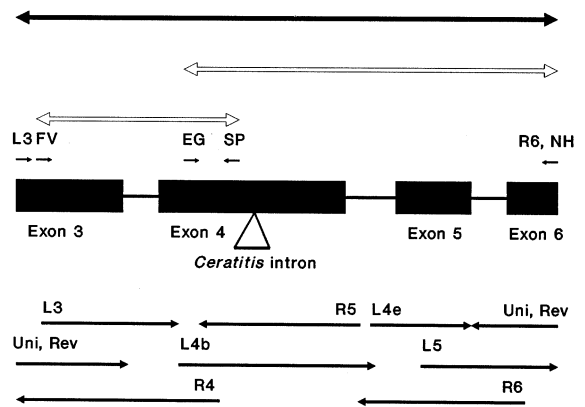 L3 FV EG SP R6, NH
Exon 3 Exon 4 Exon 5 Exon 6
Ceratitis intron
L3 R5 L4e Uni, Rev
Uni, Rev L4b L5
R4 R6